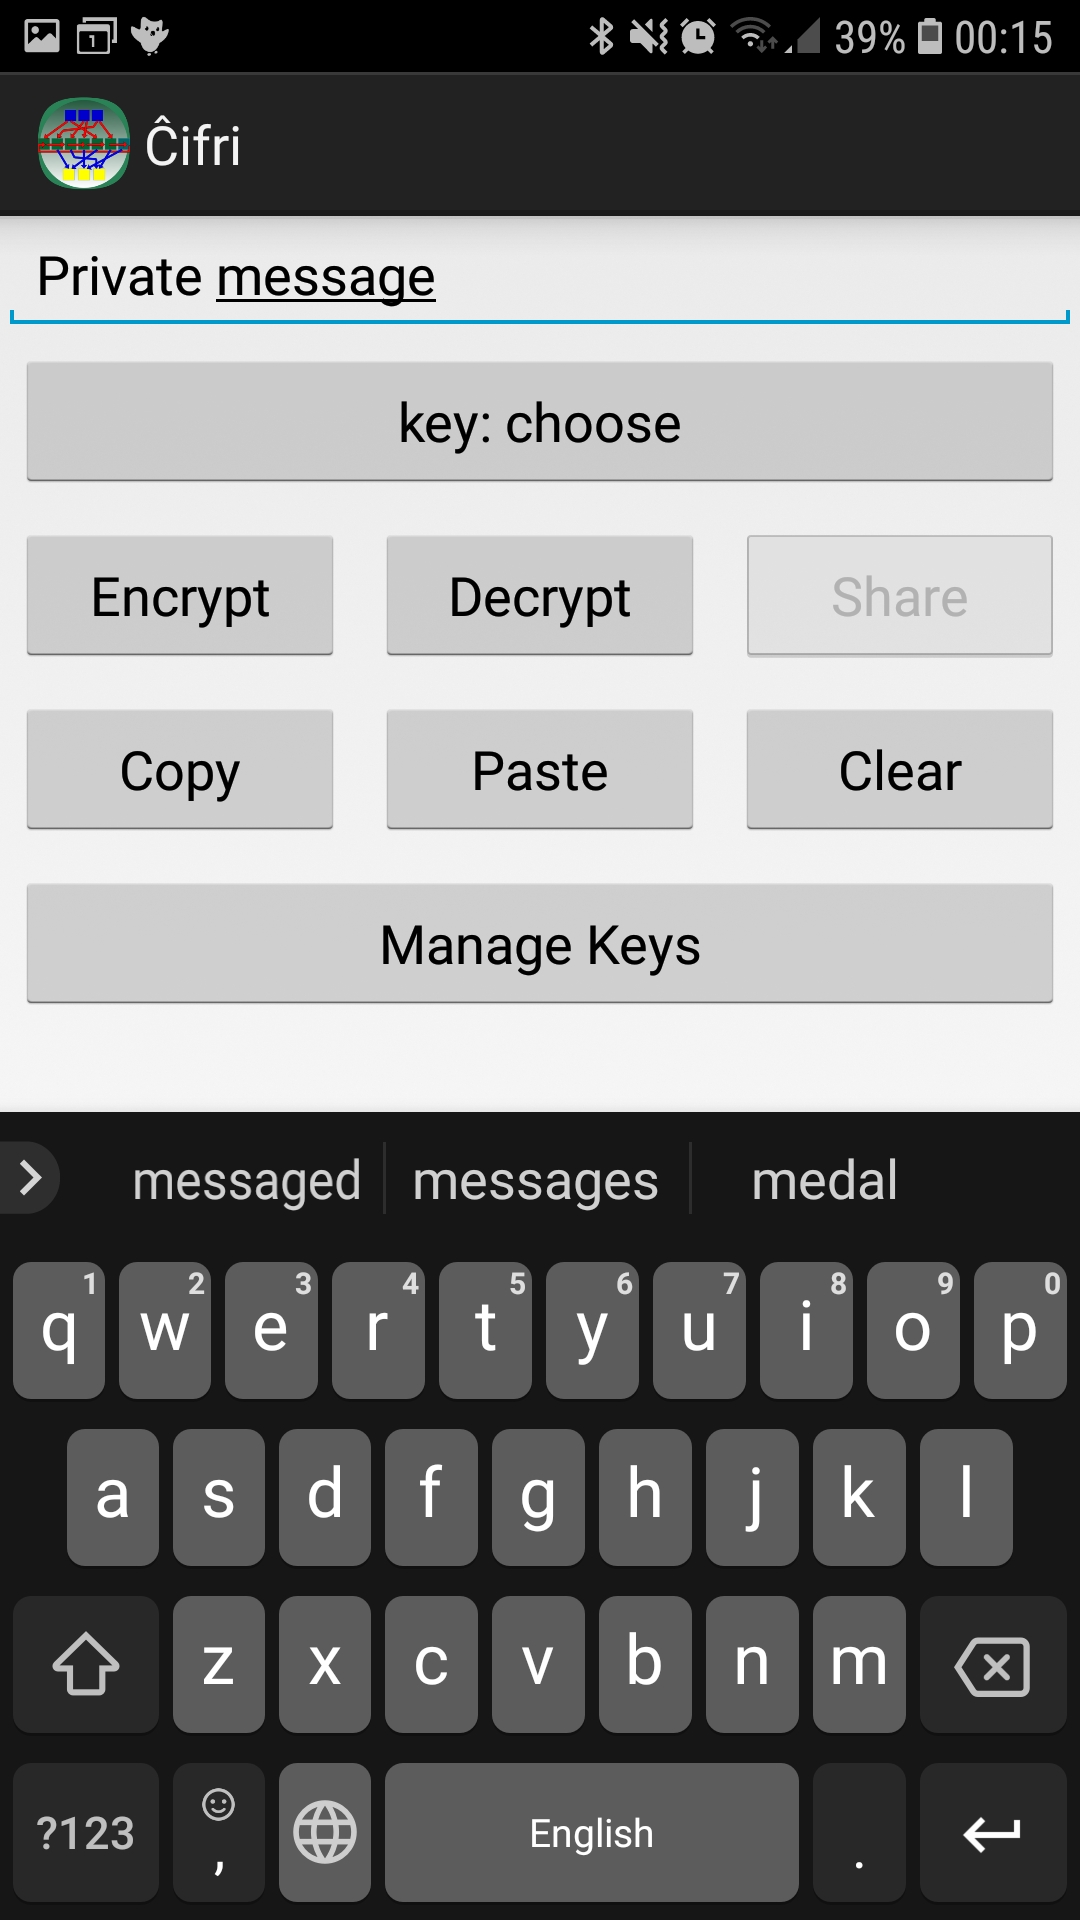 1
39%
00:15
Ĉifri
Private message
key: choose
Encrypt Decrypt Share
Copy Paste Clear
Manage Keys
messaged messages medal
1 2 3 4 5 6 7 8 9 0
q w e r t y u i o p
a s d f g h j k l
z x c v b n m
?123 , English .